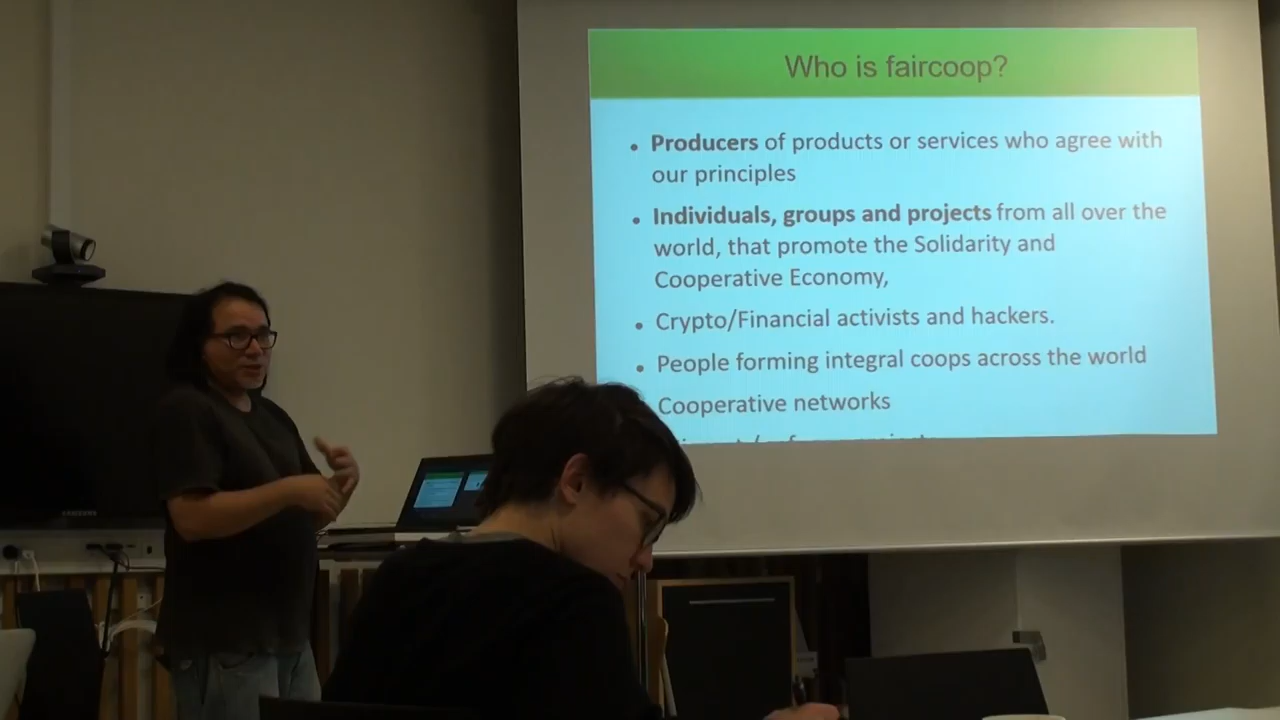 Who is faircoop?
• Producers of products or services who agree with
our principles
• Individuals, groups and projects from all over the
world, that promote the Solidarity and
Cooperative Economy,
• Crypto/Financial activists and hackers.
• People forming integral coops across the world
Cooperative networks
SAMSUNG